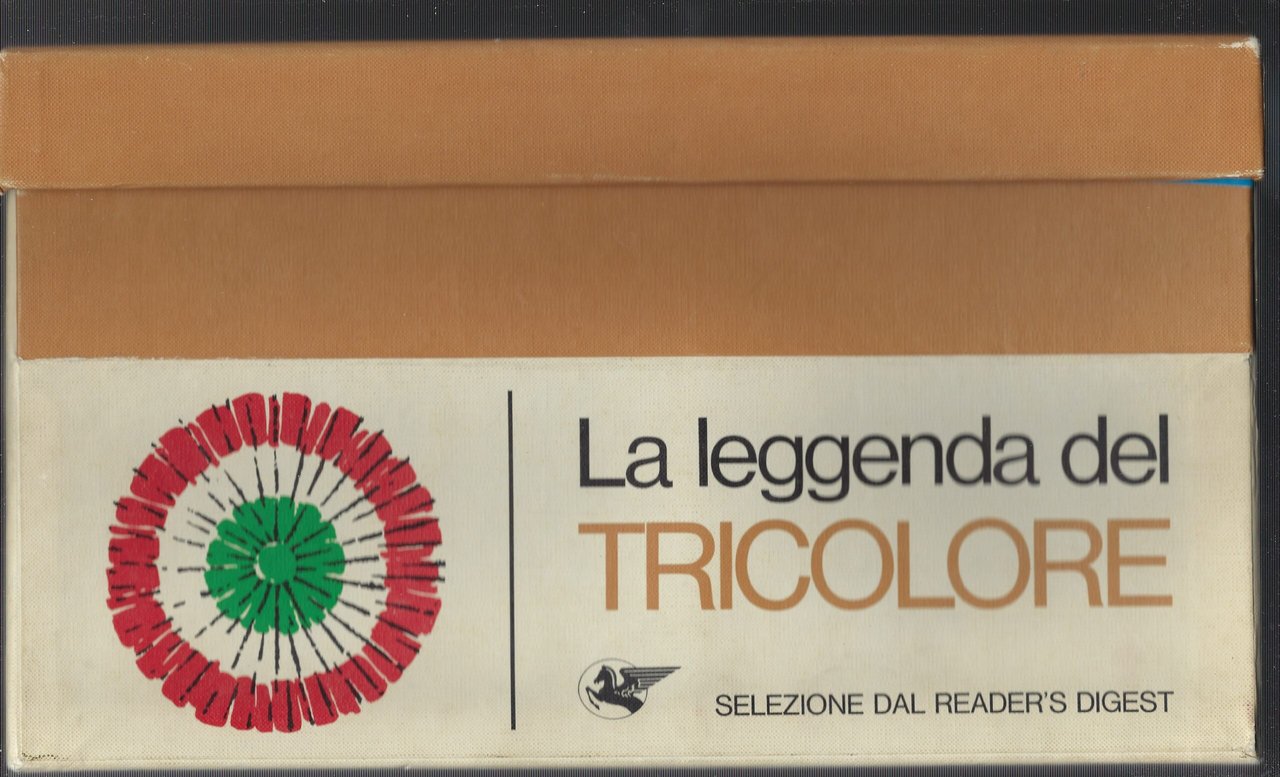 La leggenda del
TRICOLORE
SELEZIONE DAL READER'S DIGEST